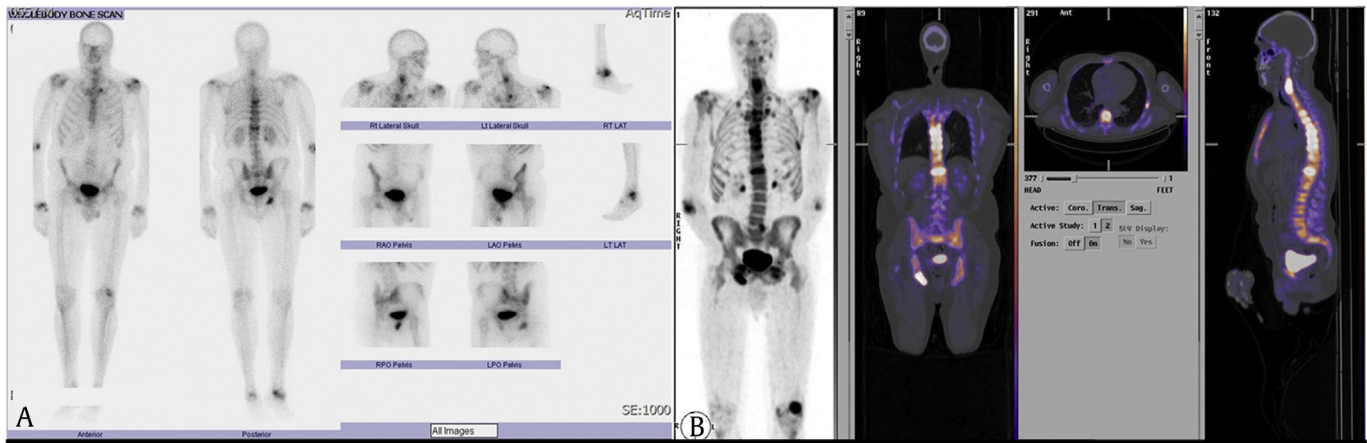 WHOLEBODY BONE SCAN
AqTime
Rt Lateral Skull
Lt Lateral Skull
RT LAT
RAO Pelvis
LAO Pelvis
LT LAT
RPO Pelvis
LPO Pelvis
SE:1000
A
Anterior
Posterior
All Images
1
RIGHT
B
89
Right
291
Ant
Right
377
1
HEAD
FEET
Active: Coro. Trans. Sag.
Active Study: 1 2
SUV Display:
Fusion: Off On
No Yes
132
Front